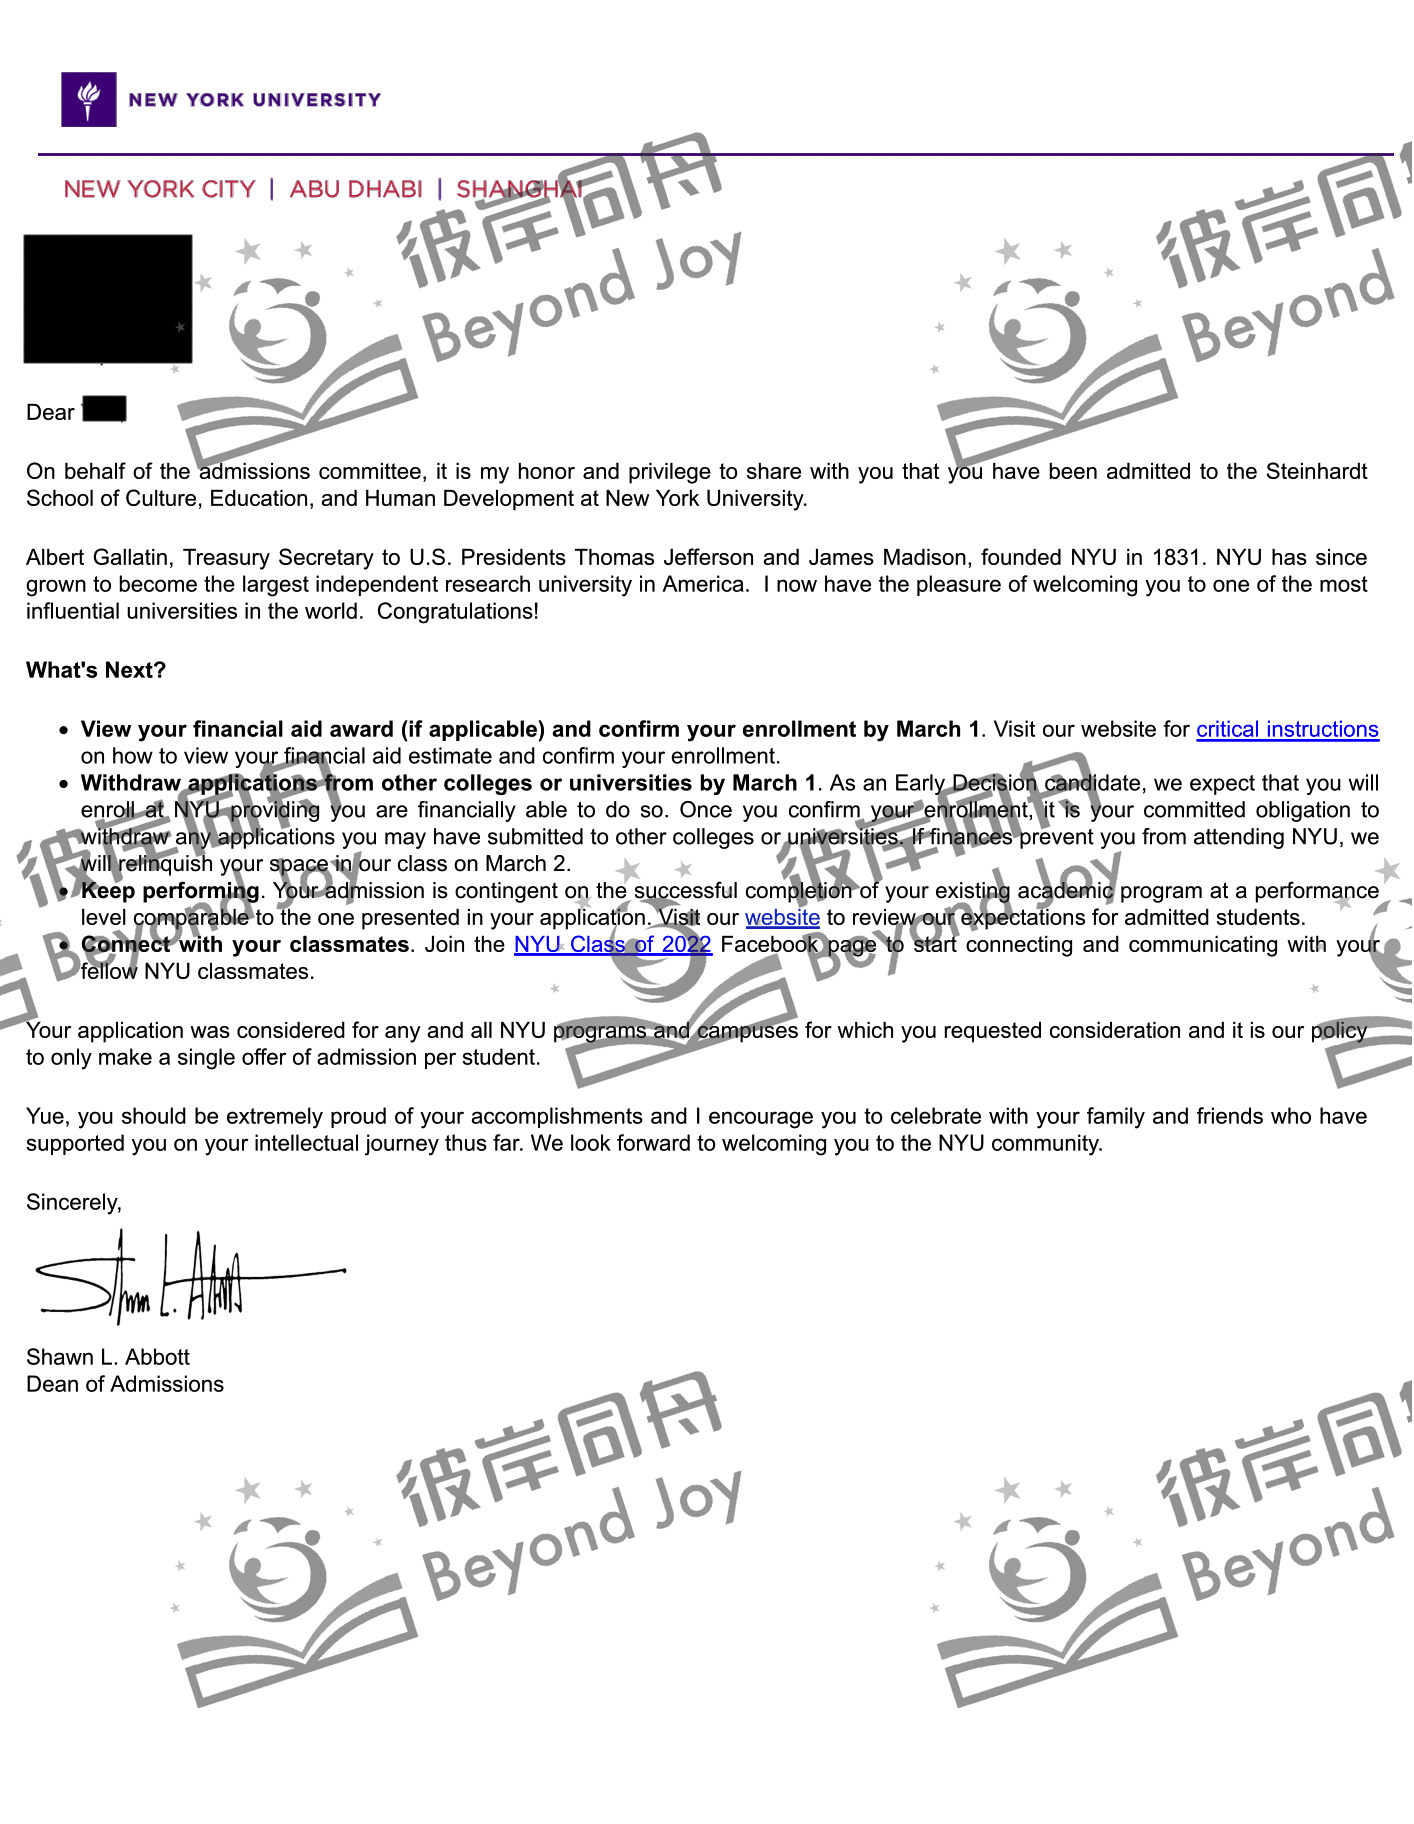 NEW YORK UNIVERSITY
NEW YORK CITY | ABU DHABI | SHANGHAI
彼岸同舟
Beyond Joy
彼岸同
Beyond
Dear
On behalf of the admissions committee, it is my honor and privilege to share with you that you have been admitted to the Steinhardt
School of Culture, Education, and Human Development at New York University.
Albert Gallatin, Treasury Secretary to U.S. Presidents Thomas Jefferson and James Madison, founded NYU in 1831. NYU has since
grown to become the largest independent research university in America.  I now have the pleasure of welcoming you to one of the most
influential universities in the world.  Congratulations!
What's Next?
• View your financial aid award (if applicable) and confirm your enrollment by March 1. Visit our website for critical instructions
on how to view your financial aid estimate and confirm your enrollment.
• Withdraw applications from other colleges or universities by March 1. As an Early Decision candidate, we expect that you will
enroll at NYU providing you are financially able to do so. Once you confirm your enrollment, it is your committed obligation to
withdraw any applications you may have submitted to other colleges or universities. If finances prevent you from attending NYU, we
will relinquish your space in our class on March 2.
• Keep performing. Your admission is contingent on the successful completion of your existing academic program at a performance
level comparable to the one presented in your application. Visit our website to review our expectations for admitted students.
• Connect with your classmates. Join the NYU Class of 2022 Facebook page to start connecting and communicating with your
fellow NYU classmates.
彼岸同舟
Beyond Joy
彼岸同舟
Beyond Joy
Your application was considered for any and all NYU programs and campuses for which you requested consideration and it is our policy
to only make a single offer of admission per student.
Yue, you should be extremely proud of your accomplishments and I encourage you to celebrate with your family and friends who have
supported you on your intellectual journey thus far. We look forward to welcoming you to the NYU community.
Sincerely,
Shawn L. Abbott
Shawn L. Abbott
Dean of Admissions
彼岸同舟
Beyond Joy
彼岸同
Beyond